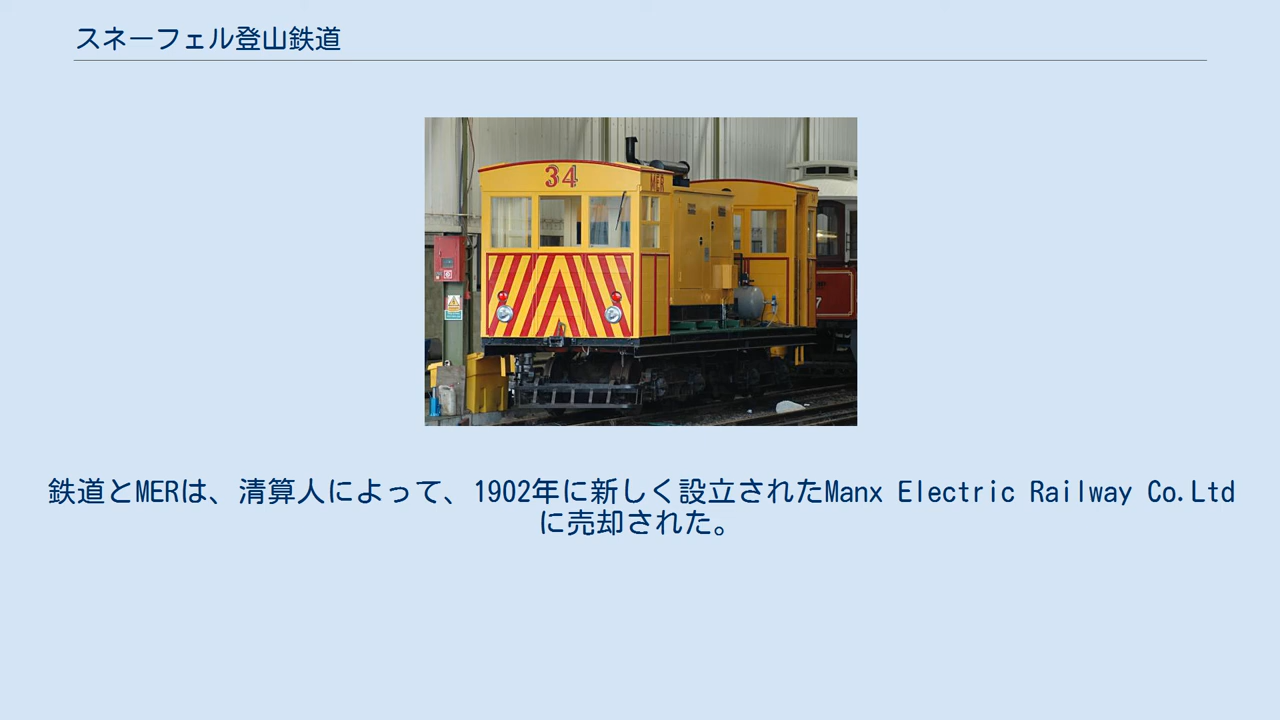 スネーフェル登山鉄道
34
MER
7
鉄道とMERは、清算人によって、1902年に新しく設立されたManx Electric Railway Co.Ltd
に売却された。